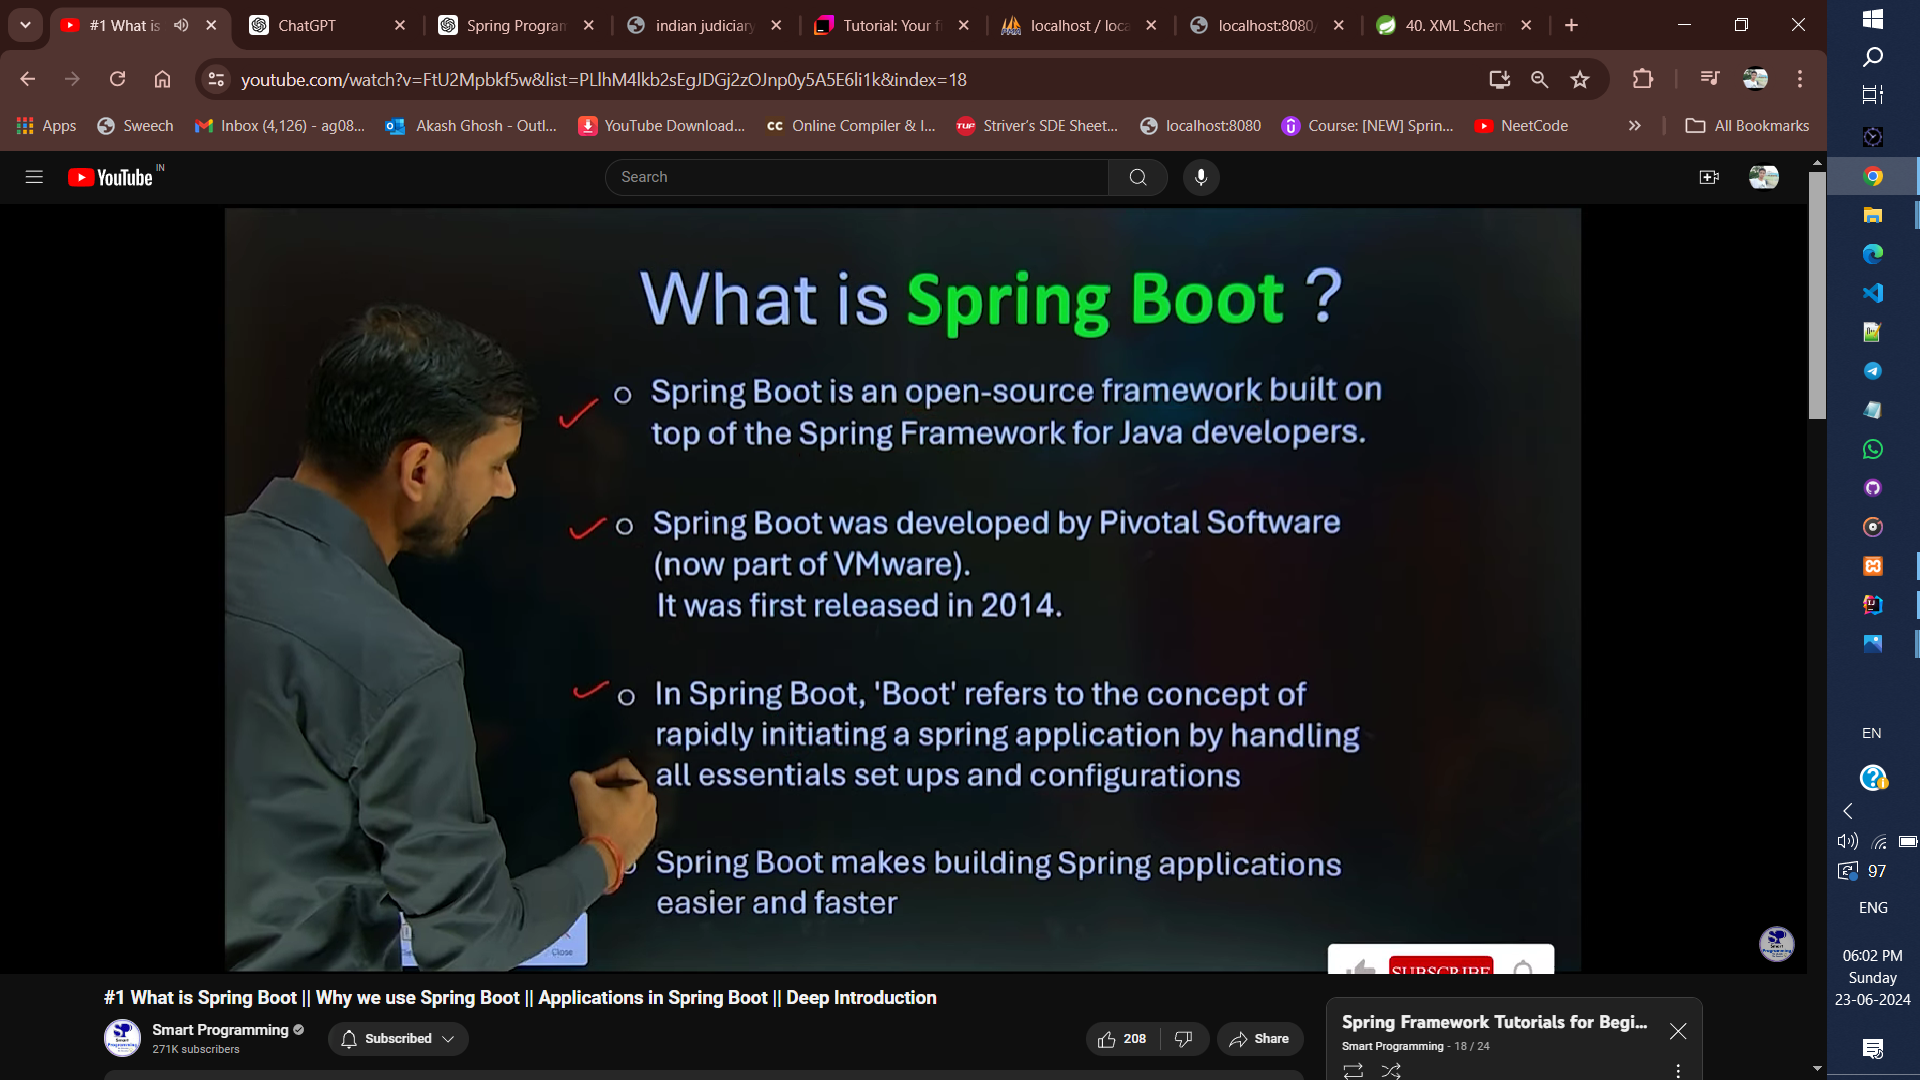 #1 What is
ChatGPT
Spring Program
indian judiciary
Tutorial: Your fi
localhost / loca
localhost:8080/
40. XML Schem
youtube.com/watch?v=FtU2Mpbkf5w&list=PLlhM4lkb2sEgJDGj2zOJnp0y5A5E6li1k&index=18
Apps
Sweech
Inbox (4,126) - ag08...
Akash Ghosh - Outl...
YouTube Download...
CC Online Compiler & I...
TUF Striver's SDE Sheet...
localhost:8080
Course: [NEW] Sprin...
NeetCode
All Bookmarks
YouTube IN
Search
What is Spring Boot ?
Spring Boot is an open-source framework built on
top of the Spring Framework for Java developers.
Spring Boot was developed by Pivotal Software
(now part of VMware).
It was first released in 2014.
In Spring Boot, 'Boot' refers to the concept of
rapidly initiating a spring application by handling
all essentials set ups and configurations
Spring Boot makes building Spring applications
easier and faster
Close
SUBSCRIBE
#1 What is Spring Boot || Why we use Spring Boot || Applications in Spring Boot || Deep Introduction
Smart Programming
271K subscribers
Subscribed
208
Share
Spring Framework Tutorials for Begi...
Smart Programming - 18 / 24
EN
97
ENG
06:02 PM
Sunday
23-06-2024